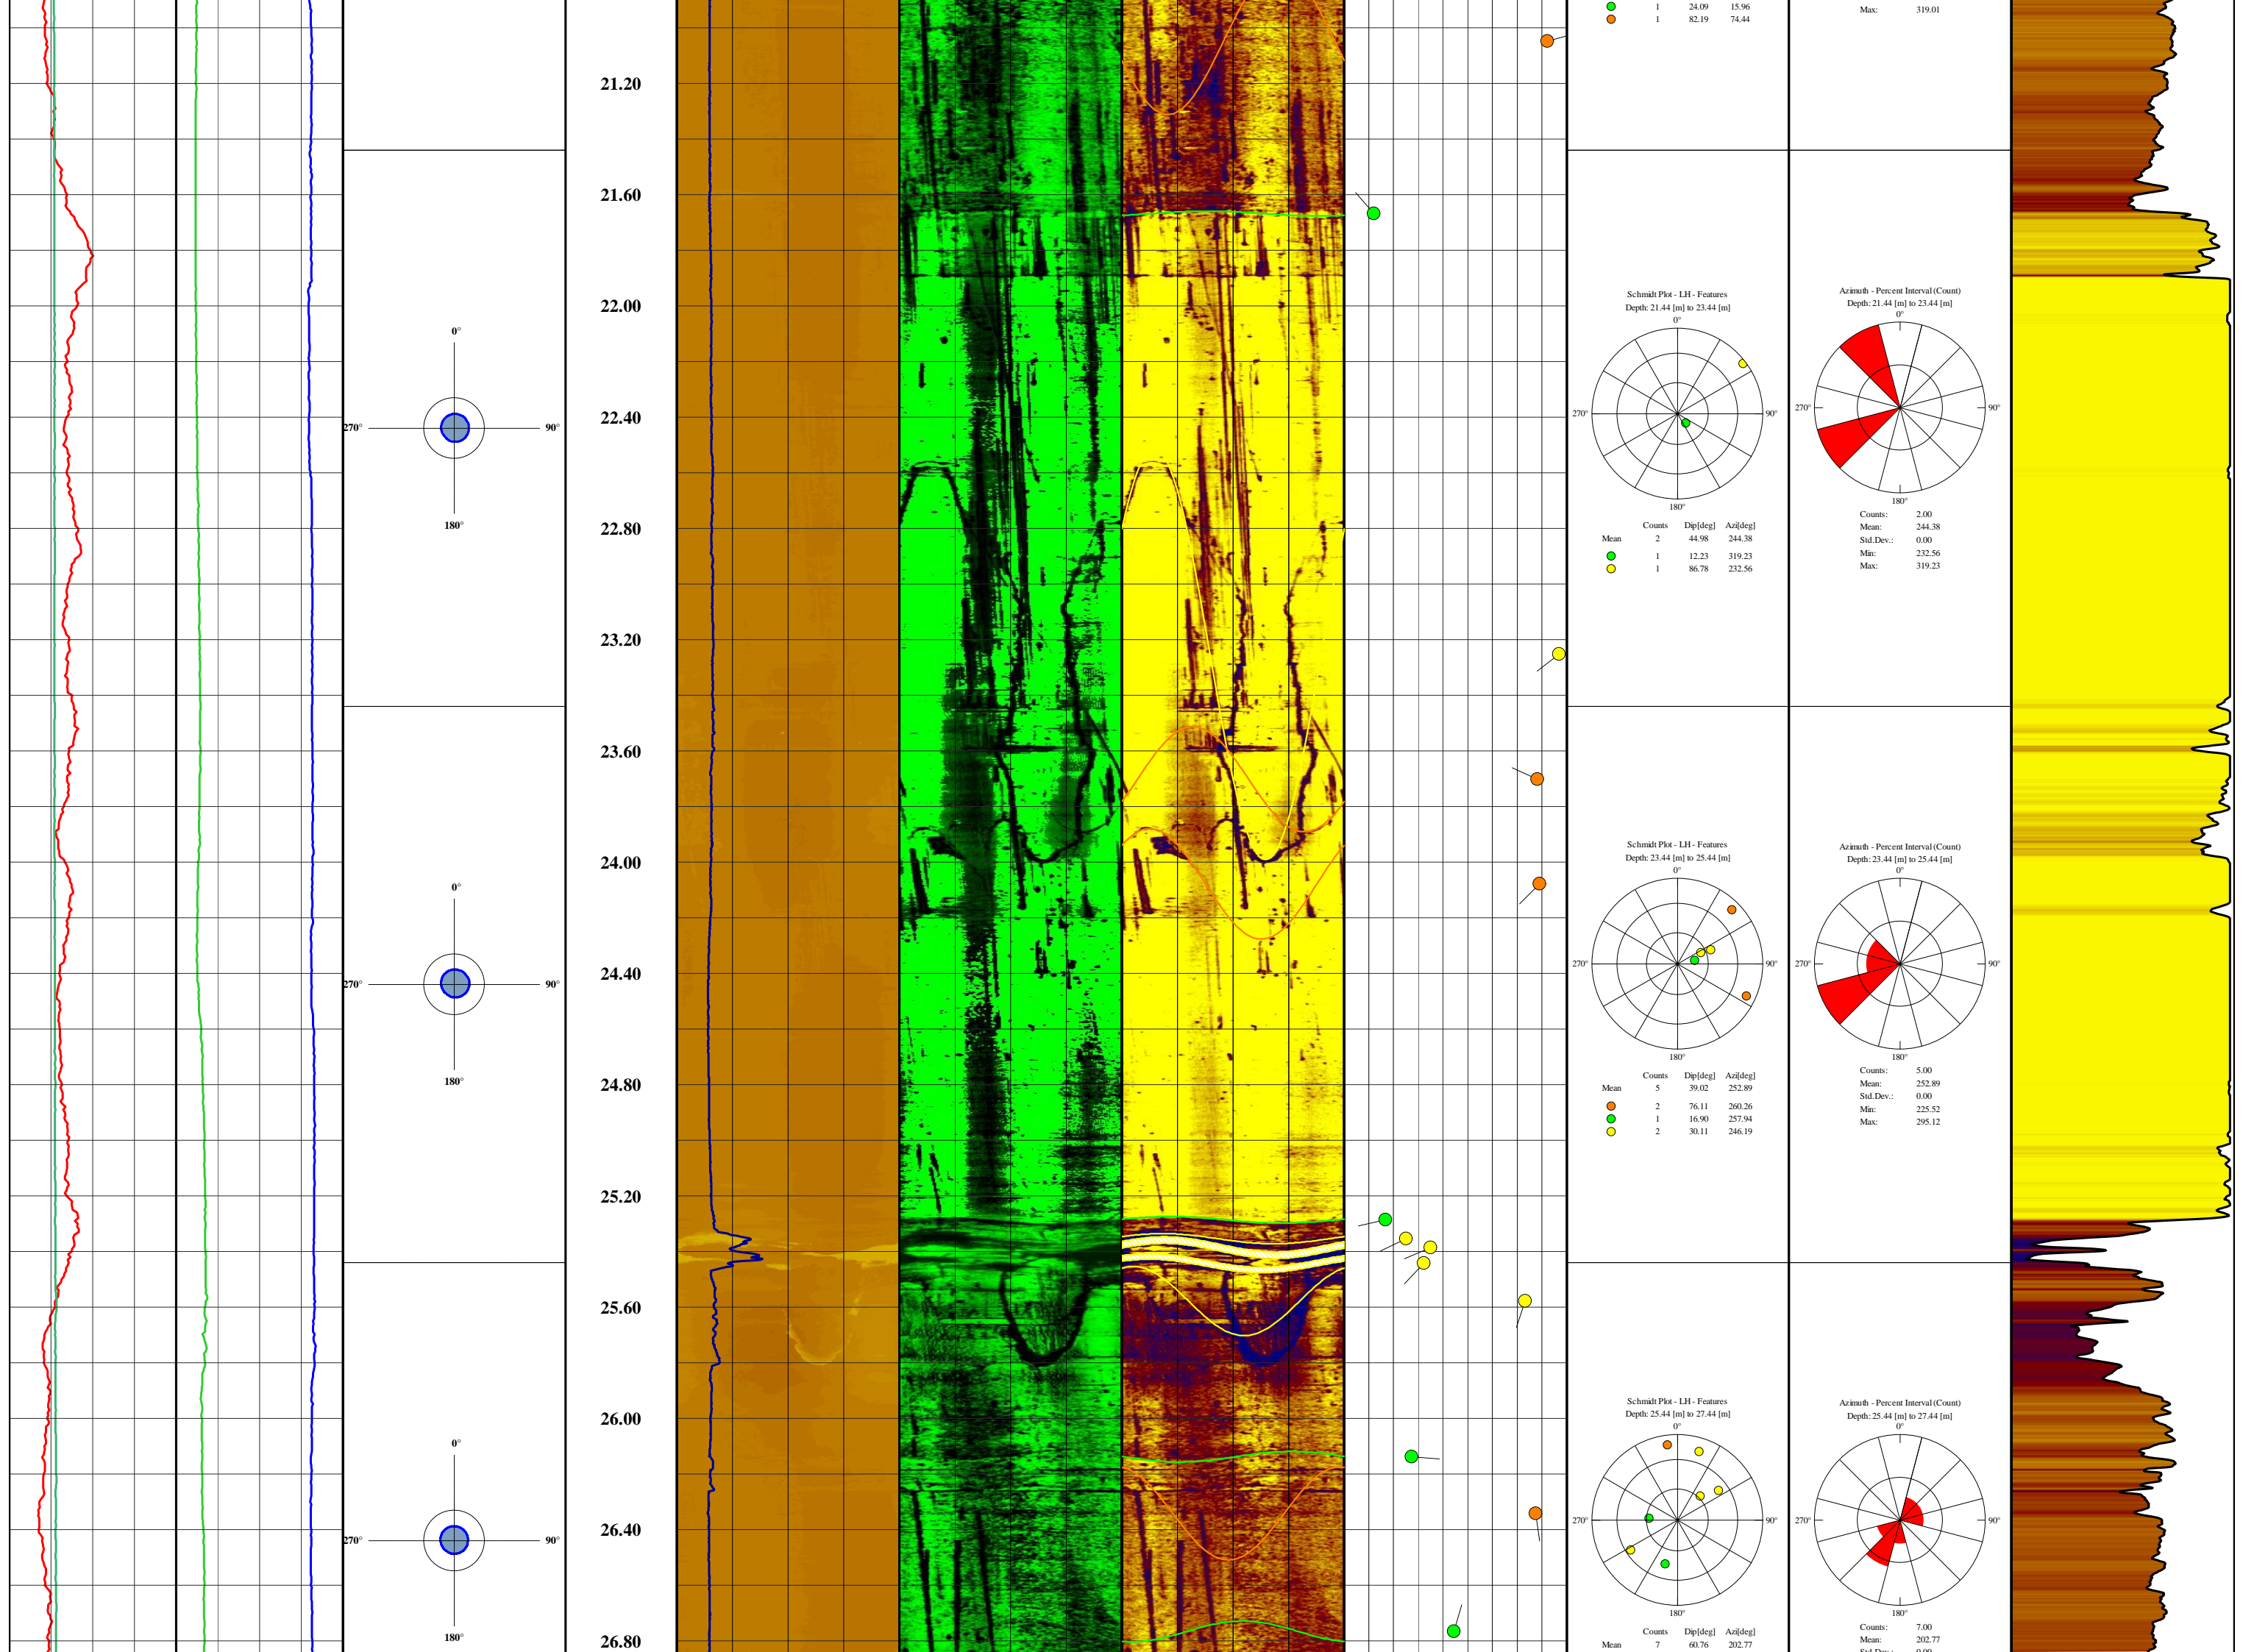 1 24.09 15.96
1 82.19 74.44
Max: 319.01
21.20
21.60
22.00
22.40
22.80
23.20
23.60
24.00
24.40
24.80
25.20
25.60
26.00
26.40
26.80
0°
270° 90°
180°
0°
270° 90°
180°
0°
270° 90°
180°
Schmidt Plot - LH - Features
Depth: 21.44 [m] to 23.44 [m]
0°
270° 90°
180°
Counts Dip[deg] Azi[deg]
Mean 2 44.98 244.38
1 12.23 319.23
1 86.78 232.56
Azimuth - Percent Interval (Count)
Depth: 21.44 [m] to 23.44 [m]
0°
270° 90°
180°
Counts: 2.00
Mean: 244.38
Std.Dev.: 0.00
Min: 232.56
Max: 319.23
Schmidt Plot - LH - Features
Depth: 23.44 [m] to 25.44 [m]
0°
270° 90°
180°
Counts Dip[deg] Azi[deg]
Mean 5 39.02 252.89
2 76.11 260.26
1 16.90 257.94
2 30.11 246.19
Azimuth - Percent Interval (Count)
Depth: 23.44 [m] to 25.44 [m]
0°
270° 90°
180°
Counts: 5.00
Mean: 252.89
Std.Dev.: 0.00
Min: 225.52
Max: 295.12
Schmidt Plot - LH - Features
Depth: 25.44 [m] to 27.44 [m]
0°
270° 90°
180°
Counts Dip[deg] Azi[deg]
Mean 7 60.76 202.77
Azimuth - Percent Interval (Count)
Depth: 25.44 [m] to 27.44 [m]
0°
270° 90°
180°
Counts: 7.00
Mean: 202.77